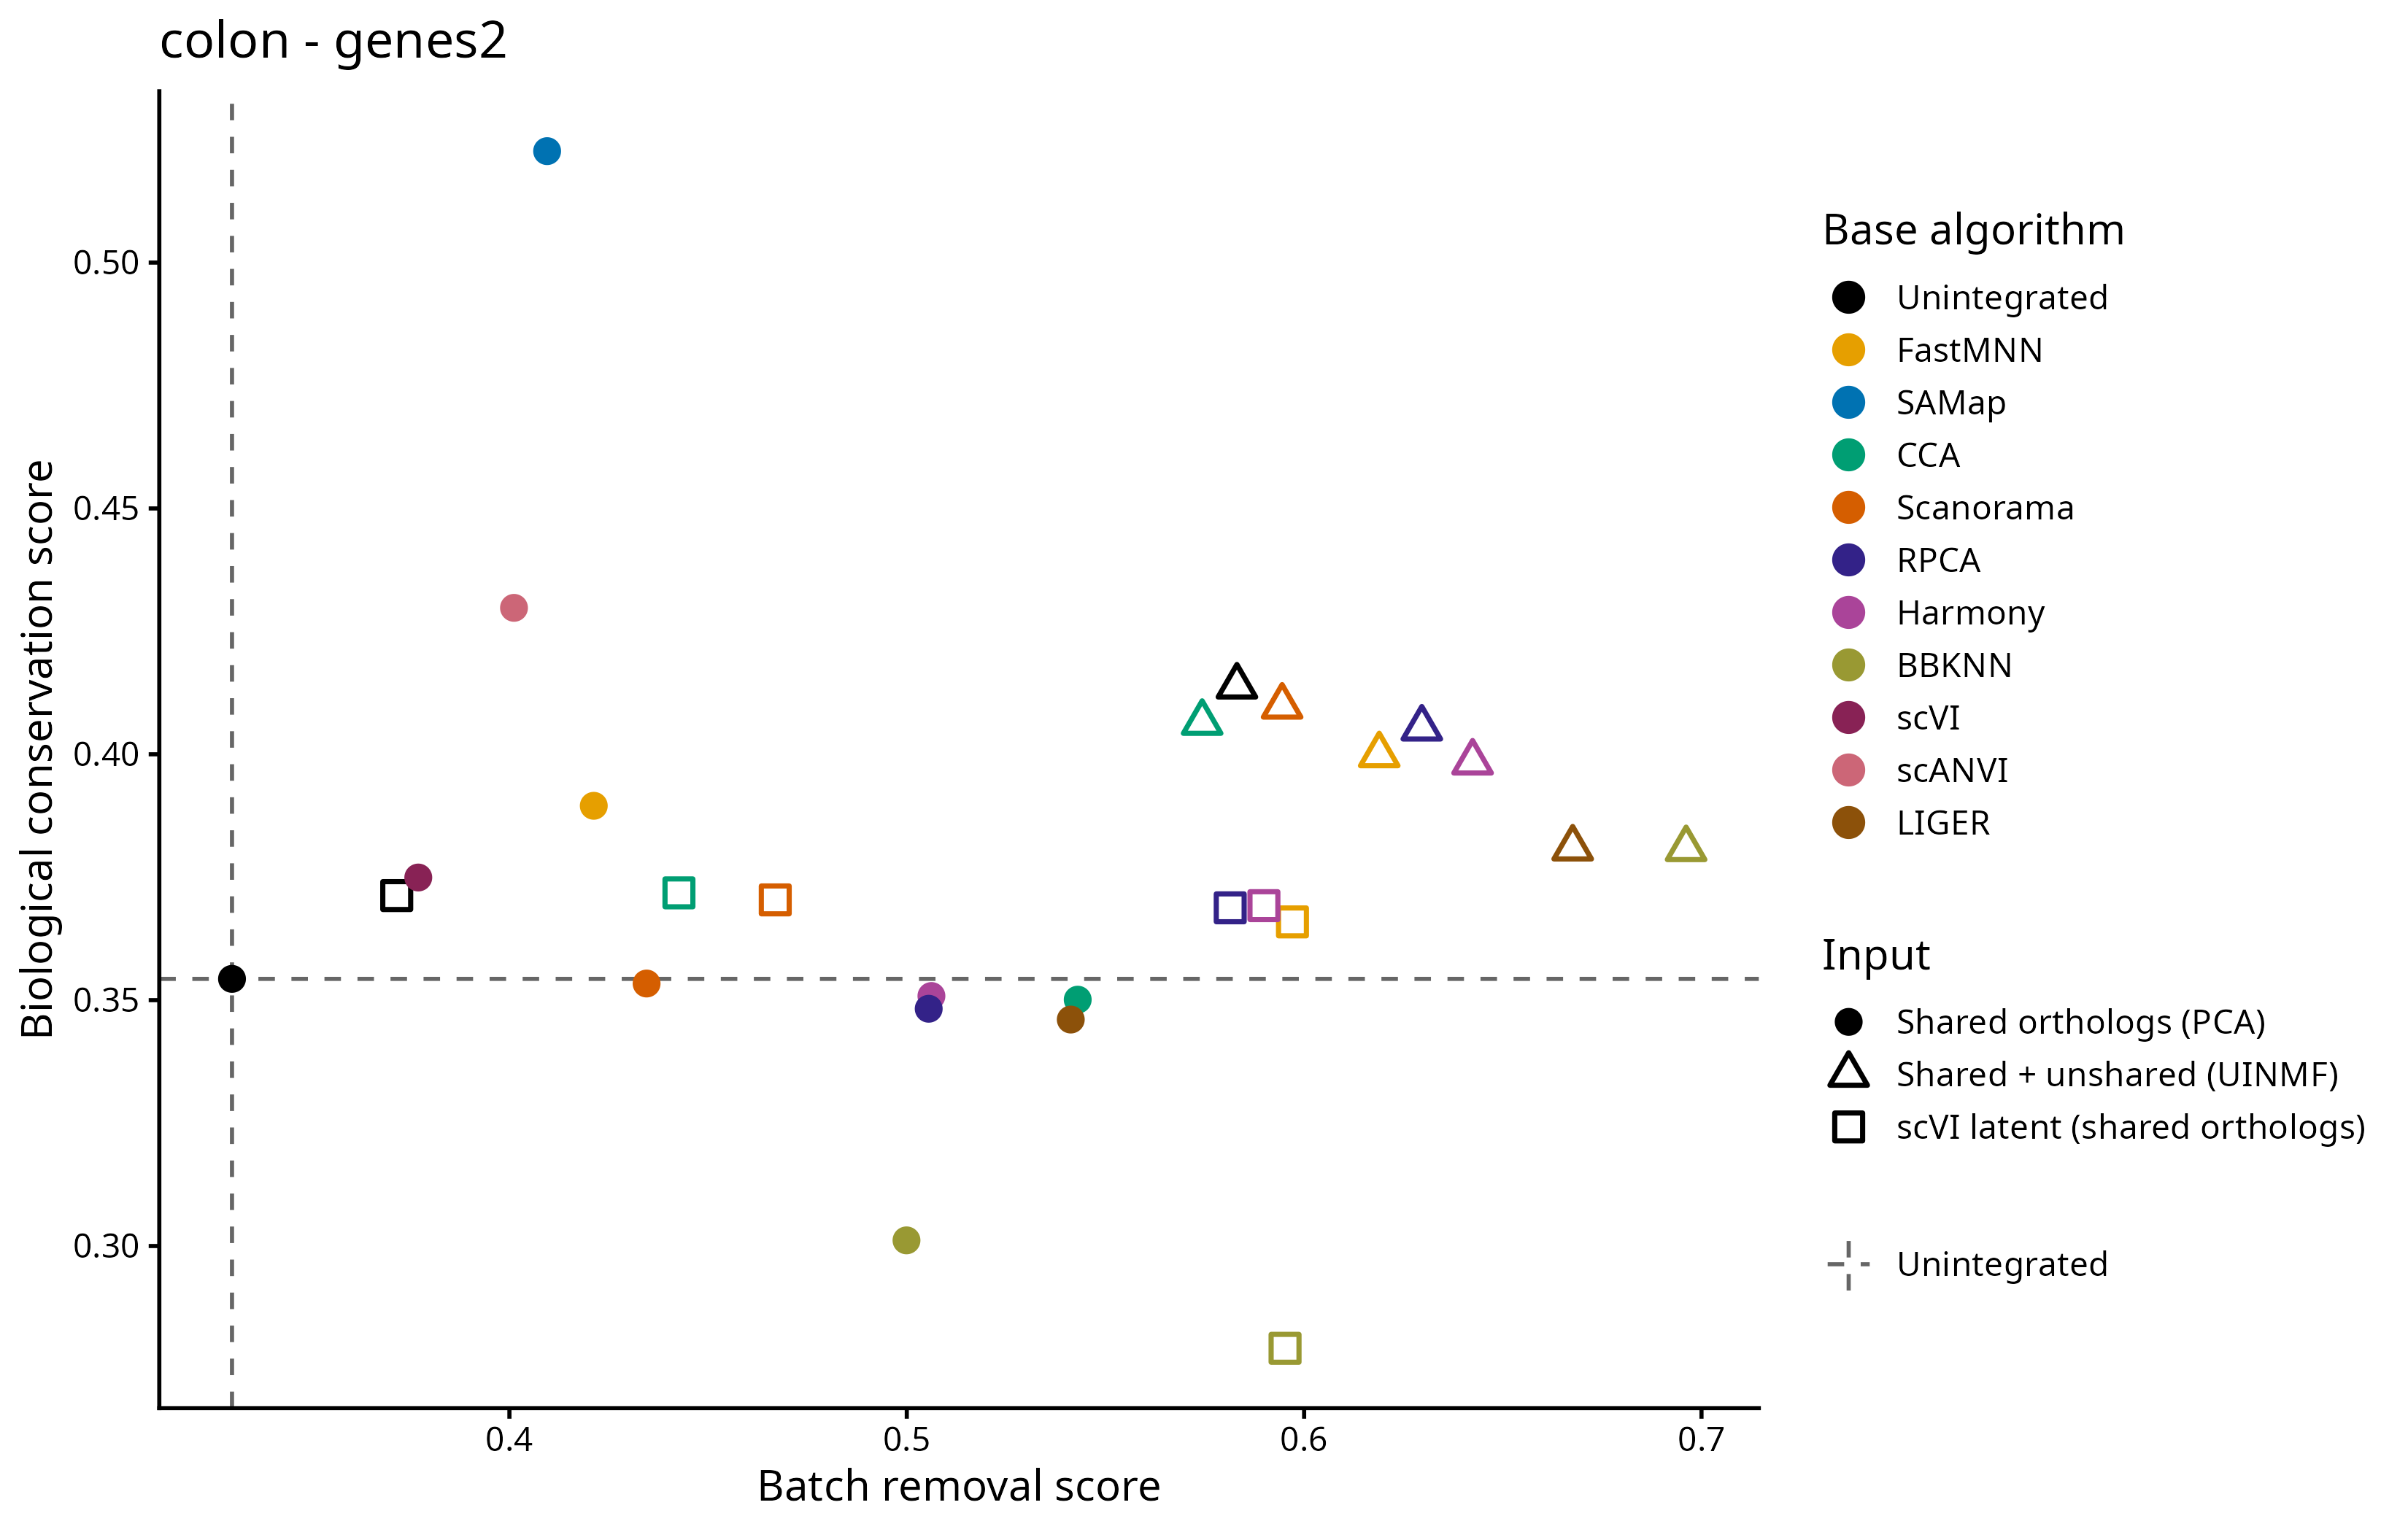 colon - genes2
Biological conservation score
0.50
0.45
0.40
0.35
0.30
0.4
0.5
0.6
0.7
Batch removal score
Base algorithm
Unintegrated
FastMNN
SAMap
CCA
Scanorama
RPCA
Harmony
BBKNN
scVI
scANVI
LIGER
Input
Shared orthologs (PCA)
Shared + unshared (UINMF)
scVI latent (shared orthologs)
Unintegrated